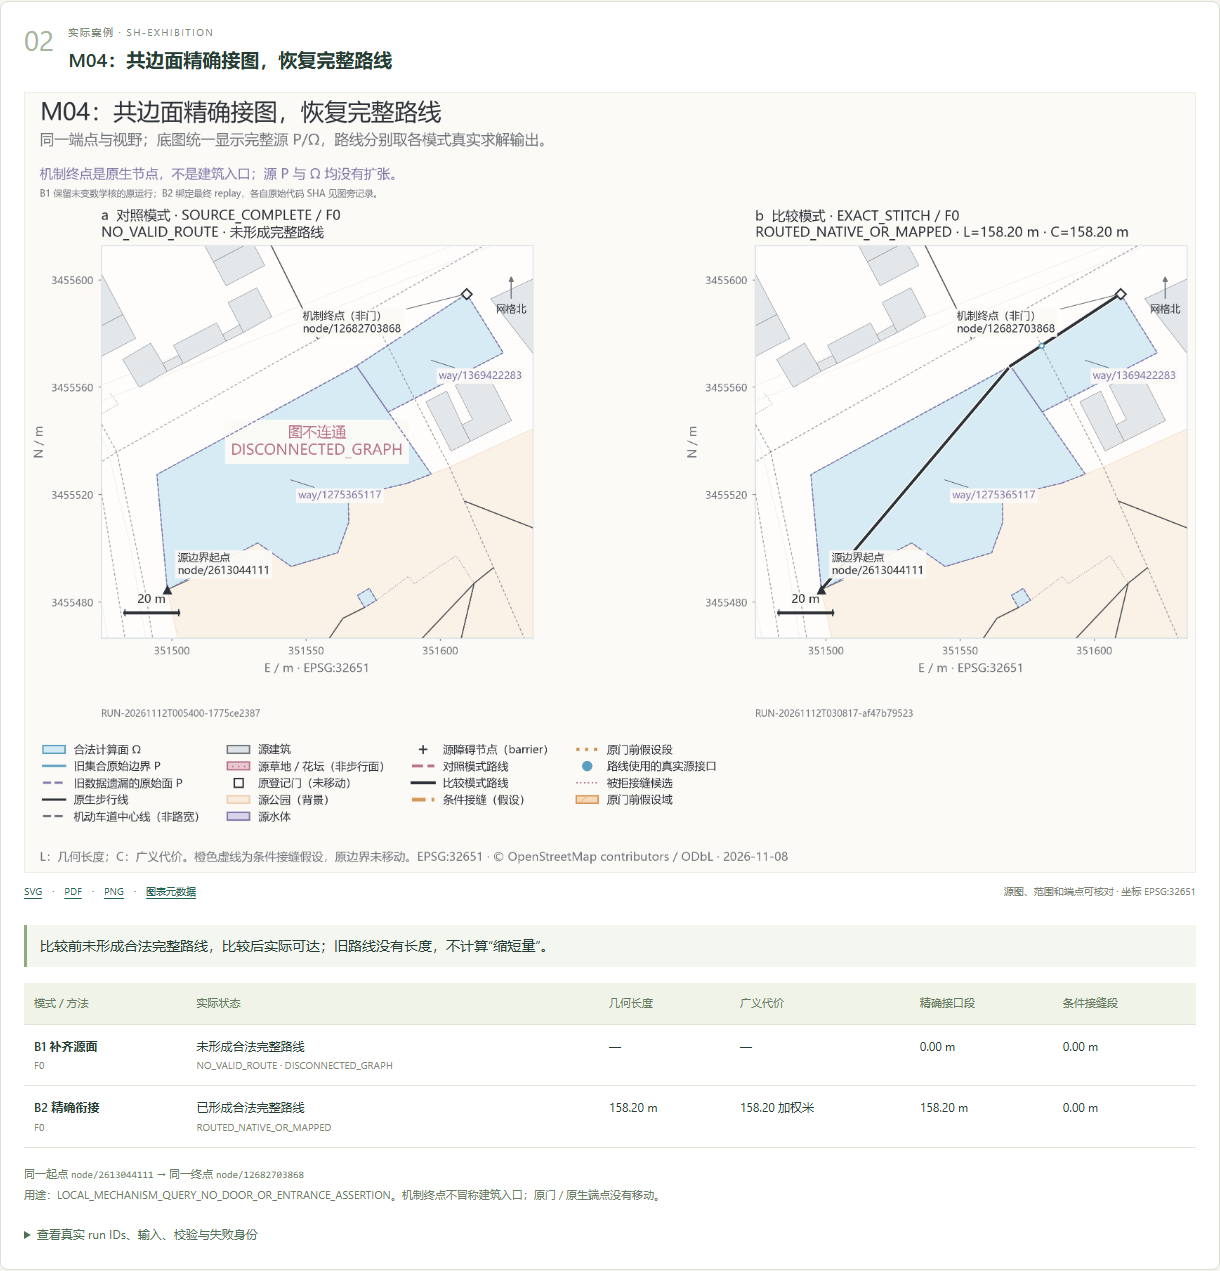 02
实际案例 · SH-EXHIBITION
M04：共边面精确接图，恢复完整路线
M04：共边面精确接图，恢复完整路线
同一端点与视野；底图统一显示完整源 P/Ω，路线分别取各模式真实求解输出。
机制终点是原生节点，不是建筑入口；源 P 与 Ω 均没有扩张。
B1 保留未变数学核的原运行；B2 绑定最终 replay，各自原始代码 SHA 见图旁记录。
a 对照模式 · SOURCE_COMPLETE / F0
NO_VALID_ROUTE · 未形成完整路线
3455600
3455560
3455520
3455480
N / m
机制终点（非门）
node/12682703868
网格北
way/1369422283
图不连通
DISCONNECTED_GRAPH
way/1275365117
源边界起点
node/2613044111
20 m
351500
351550
351600
E / m · EPSG:32651
RUN-20261112T005400-1775ce2387
b 比较模式 · EXACT_STITCH / F0
ROUTED_NATIVE_OR_MAPPED · L=158.20 m · C=158.20 m
3455600
3455560
3455520
3455480
N / m
机制终点（非门）
node/12682703868
网格北
way/1369422283
way/1275365117
源边界起点
node/2613044111
20 m
351500
351550
351600
E / m · EPSG:32651
RUN-20261112T030817-af47b79523
合法计算面 Ω
旧集合原始边界 P
旧数据遗漏的原始面 P
原生步行线
机动车道中心线（非路宽）
源建筑
源草地 / 花坛（非步行面）
原登记门（未移动）
源公园（背景）
源水体
源障碍节点（barrier）
对照模式路线
比较模式路线
条件接缝（假设）
原门前假设段
路线使用的真实源接口
被拒接缝候选
原门前假设域
L：几何长度；C：广义代价。橙色虚线为条件接缝假设，原边界未移动。EPSG:32651 · © OpenStreetMap contributors / ODbL · 2026-11-08
SVG · PDF · PNG · 图表元数据
源图、范围和端点可核对 · 坐标 EPSG:32651
比较前未形成合法完整路线，比较后实际可达；旧路线没有长度，不计算“缩短量”。
模式 / 方法 实际状态 几何长度 广义代价 精确接口段 条件接缝段
B1 补齐源面 未形成合法完整路线 — — 0.00 m 0.00 m
F0 NO_VALID_ROUTE · DISCONNECTED_GRAPH
B2 精确衔接 已形成合法完整路线 158.20 m 158.20 加权米 158.20 m 0.00 m
F0 ROUTED_NATIVE_OR_MAPPED
同一起点 node/2613044111 → 同一终点 node/12682703868
用途：LOCAL_MECHANISM_QUERY_NO_DOOR_OR_ENTRANCE_ASSERTION。机制终点不冒称建筑入口；原门 / 原生端点没有移动。
▶ 查看真实 run IDs、输入、校验与失败身份